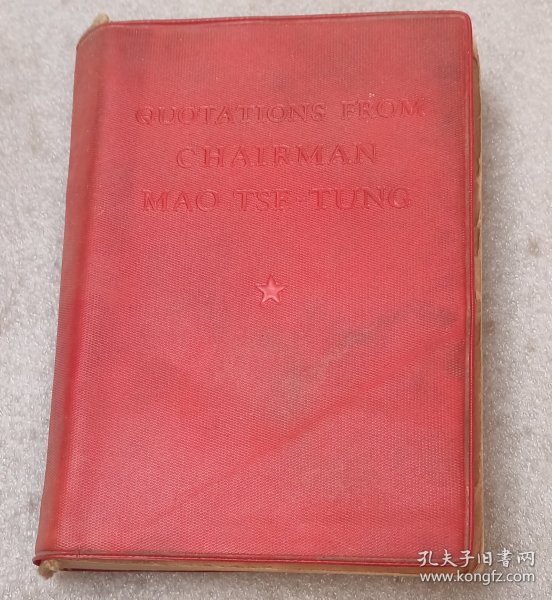 QUOTATIONS FROM
CHAIRMAN
MAO TSE-TUNG
孔夫子旧书网
www.kongfz.com